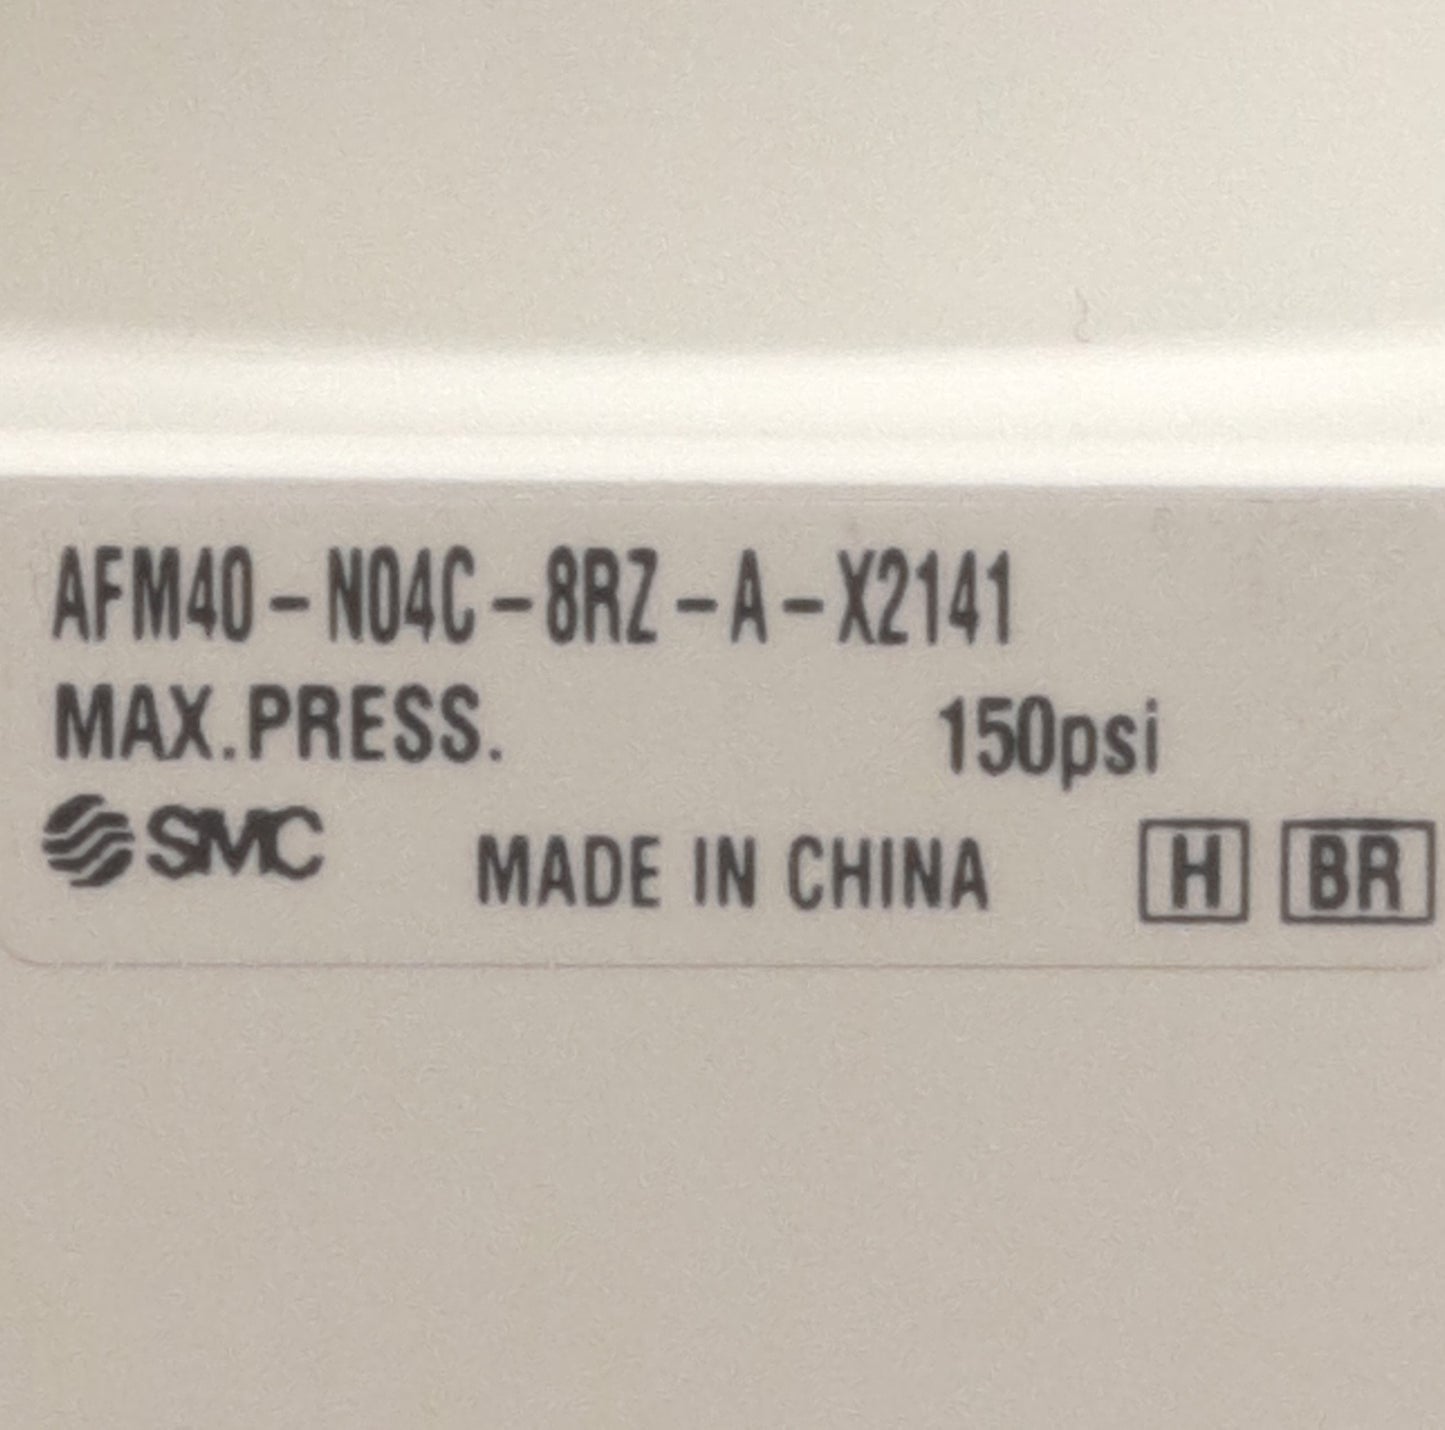 AFM40-N04C-8RZ-A-X2141
MAX.PRESS. 150psi
SMC MADE IN CHINA H BR